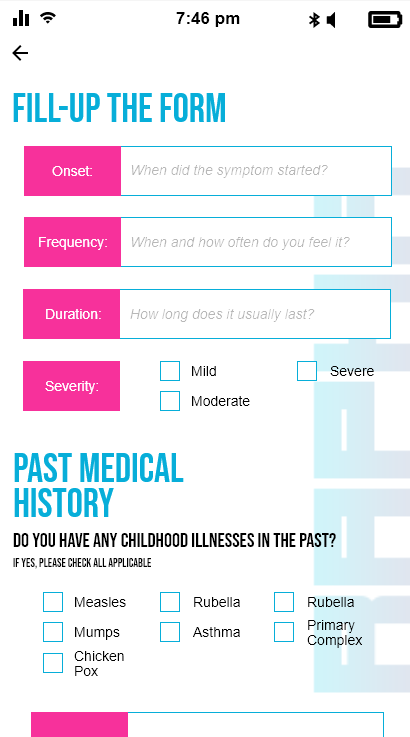 7:46 pm
FILL-UP THE FORM
Onset: When did the symptom started?
Frequency: When and how often do you feel it?
Duration: How long does it usually last?
Severity: Mild Severe
Moderate
PAST MEDICAL
HISTORY
DO YOU HAVE ANY CHILDHOOD ILLNESSES IN THE PAST?
IF YES, PLEASE CHECK ALL APPLICABLE
Measles Rubella Rubella
Mumps Asthma Primary
Complex
Chicken
Pox